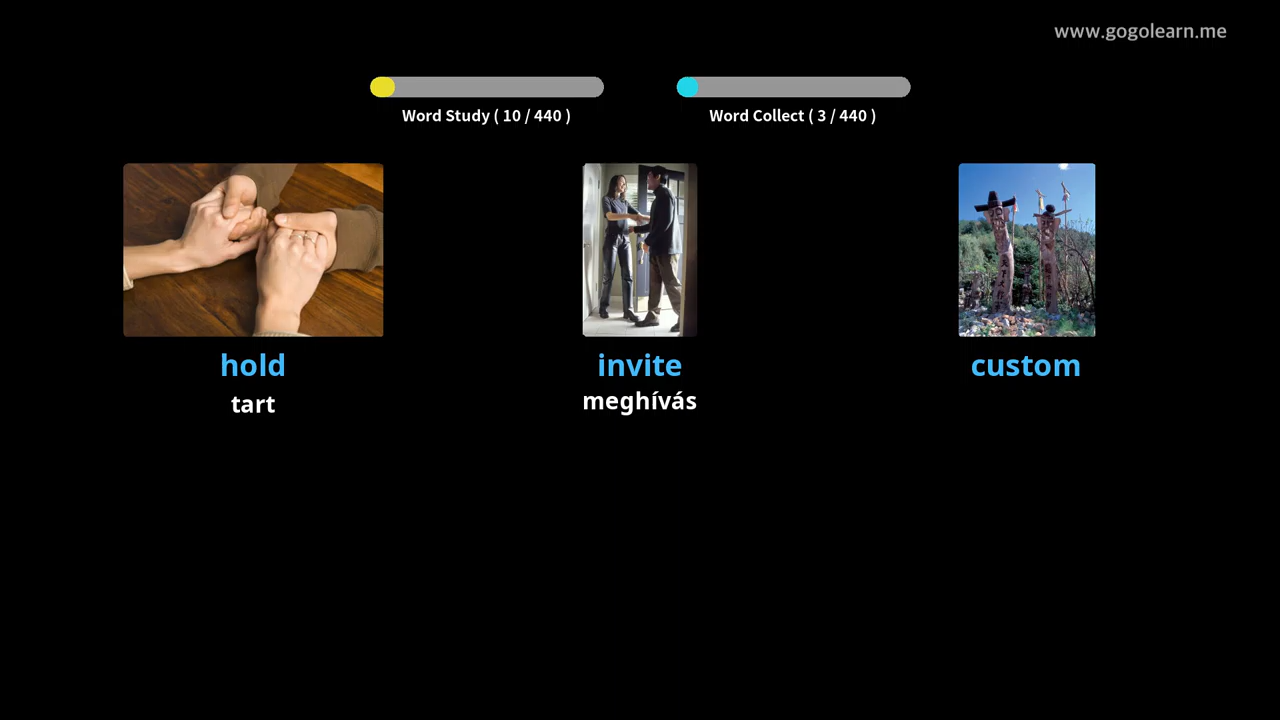 www.gogolearn.me
Word Study ( 10 / 440 )
Word Collect ( 3 / 440 )
hold
invite
custom
tart
meghívás